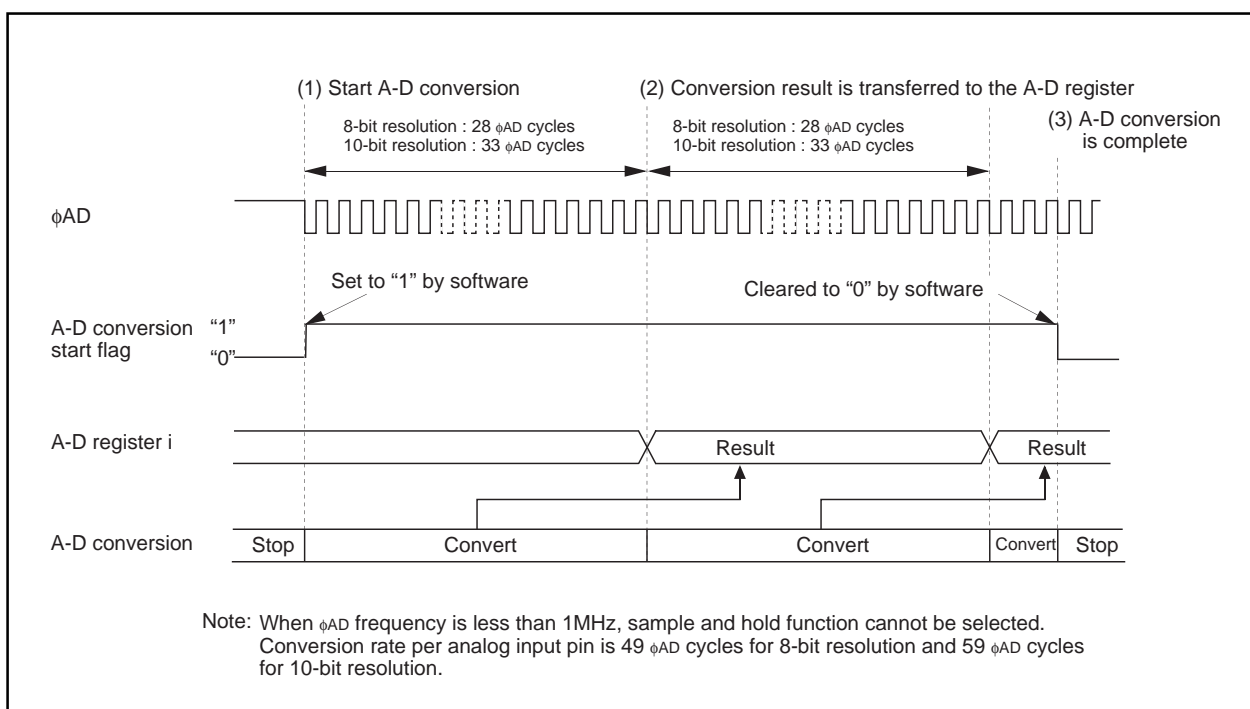 (1) Start A-D conversion
(2) Conversion result is transferred to the A-D register
(3) A-D conversion
is complete
8-bit resolution : 28 ϕAD cycles
10-bit resolution : 33 ϕAD cycles
8-bit resolution : 28 ϕAD cycles
10-bit resolution : 33 ϕAD cycles
ϕAD
Set to “1” by software
Cleared to “0” by software
A-D conversion
start flag
“1”
“0”
A-D register i
Result
Result
A-D conversion
Stop
Convert
Convert
Convert
Stop
Note: When ϕAD frequency is less than 1MHz, sample and hold function cannot be selected.
Conversion rate per analog input pin is 49 ϕAD cycles for 8-bit resolution and 59 ϕAD cycles
for 10-bit resolution.